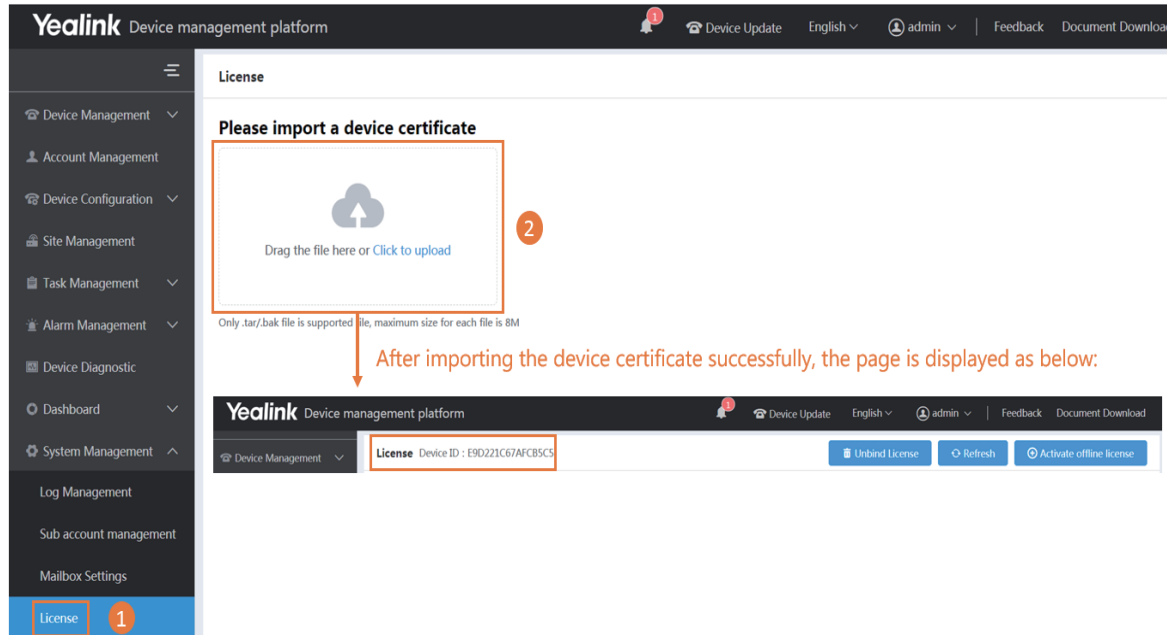 Yealink Device management platform
1
Device Update
English
admin
Feedback
Document Downloa
License
Device Management
Account Management
Device Configuration
Site Management
Task Management
Alarm Management
Device Diagnostic
Dashboard
System Management
Log Management
Sub account management
Mailbox Settings
License
1
Please import a device certificate
Drag the file here or Click to upload
2
Only .tar/.bak file is supported file, maximum size for each file is 8M
After importing the device certificate successfully, the page is displayed as below:
Yealink Device management platform
1
Device Update
English
admin
Feedback
Document Download
Device Management
License Device ID : E9D221C67AFCB5C5
Unbind License
Refresh
Activate offline license